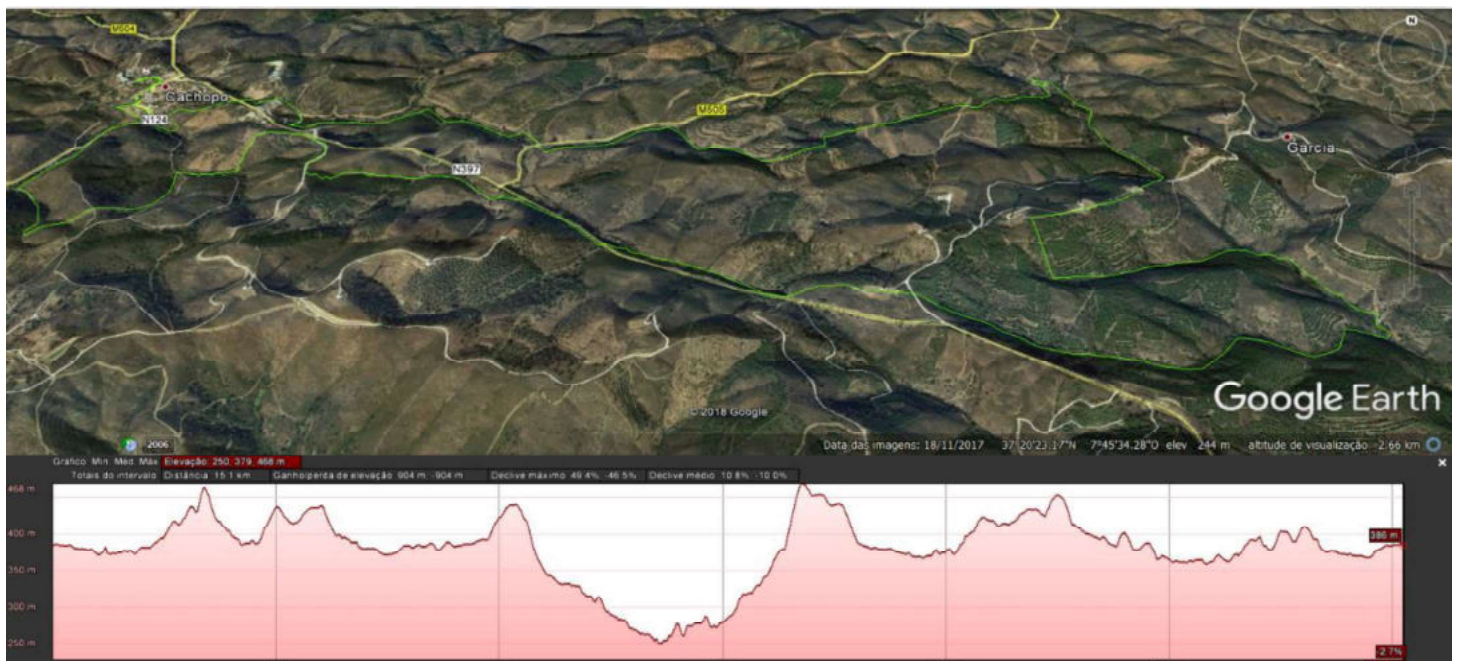 M504
N
Cachopo
N124
M505
Garcia
N397
Google Earth
© 2018 Google
2006
Data das imagens: 18/11/2017 37°20'23.17"N 7°45'34.28"O elev 244 m altitude de visualização 2.66 km
Gráfico Mín Méd Máx Elevação: 250, 379, 468 m
Totais do intervalo Distância 15.1 km Ganho/perda de elevação 904 m -904 m Declive máximo 49.4%, -46.5% Declive médio 10.8%, -10.0%
468 m
400 m
386 m
350 m
300 m
250 m
-2.7%